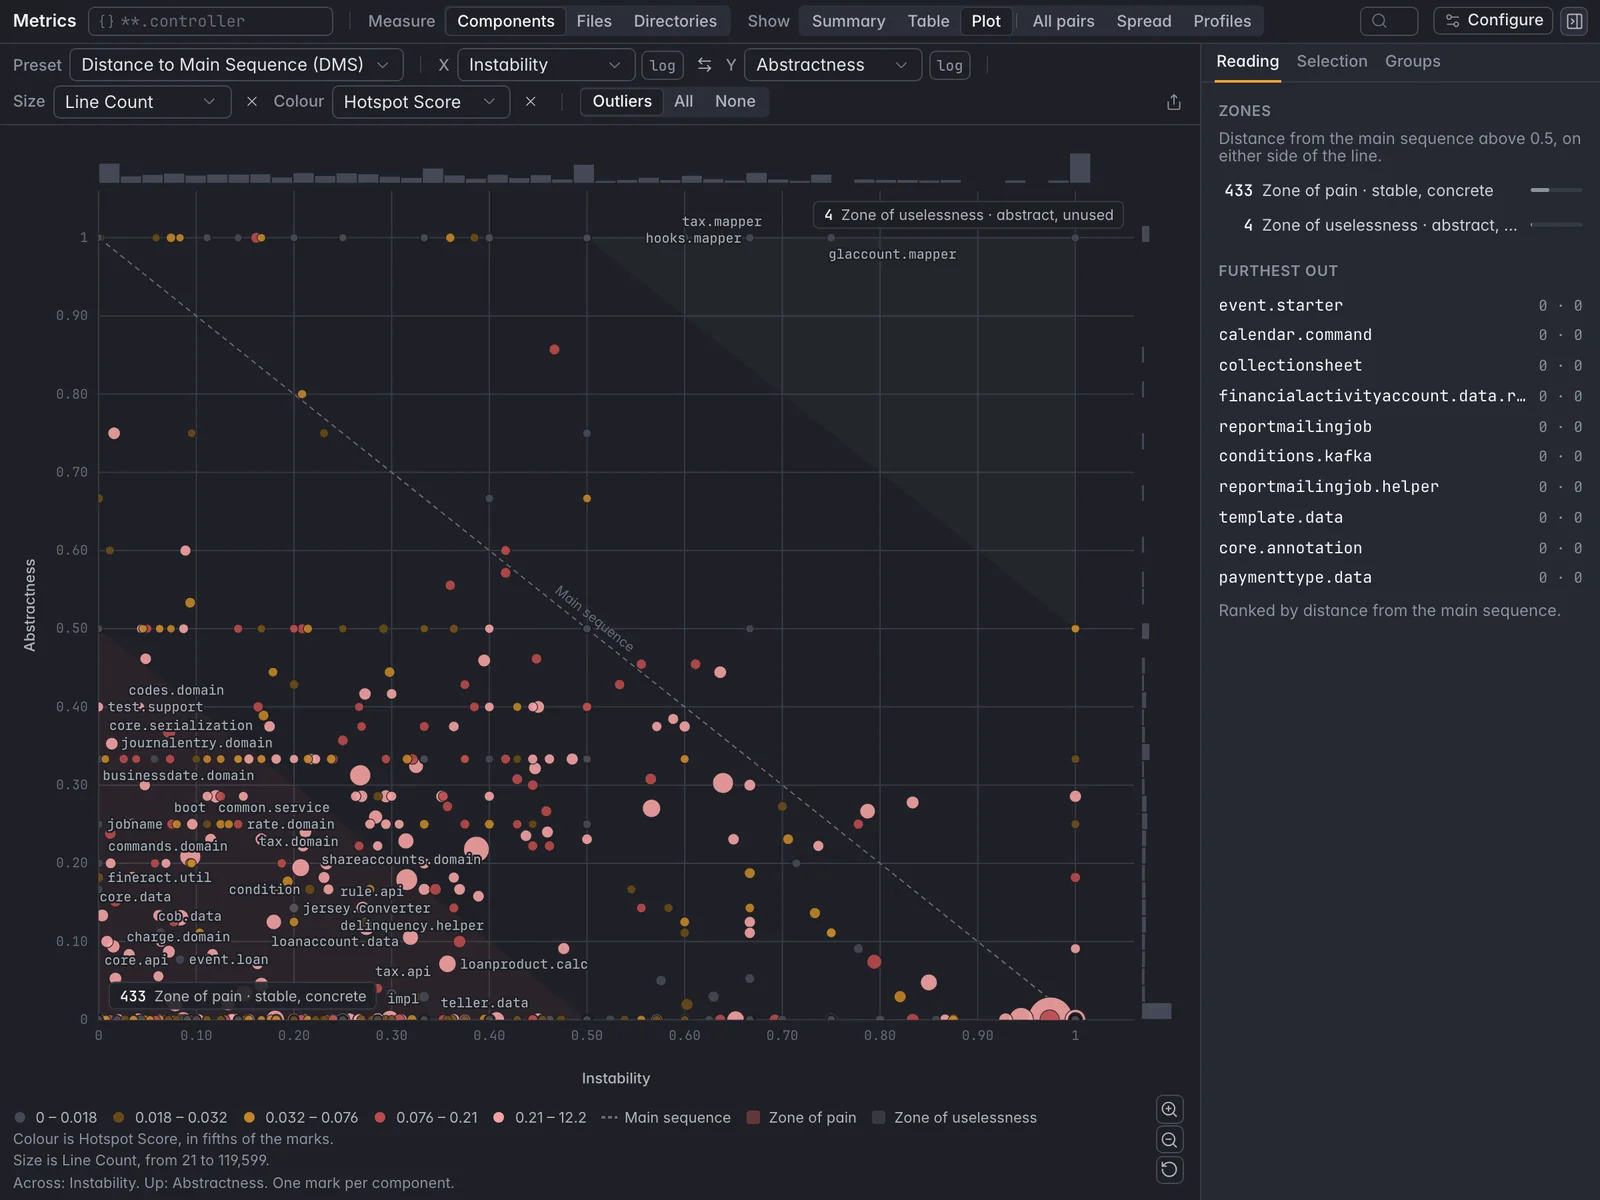 Metrics {} **.controller Measure Components Files Directories Show Summary Table Plot All pairs Spread Profiles Configure
Preset Distance to Main Sequence (DMS) X Instability log Y Abstractness log
Size Line Count × Colour Hotspot Score × Outliers All None
Reading Selection Groups
ZONES
Distance from the main sequence above 0.5, on
either side of the line.
433 Zone of pain · stable, concrete
4 Zone of uselessness · abstract, ...
FURTHEST OUT
event.starter 0 · 0
calendar.command 0 · 0
collectionsheet 0 · 0
financialactivityaccount.data.r… 0 · 0
reportmailingjob 0 · 0
conditions.kafka 0 · 0
reportmailingjob.helper 0 · 0
template.data 0 · 0
core.annotation 0 · 0
paymenttype.data 0 · 0
Ranked by distance from the main sequence.
4 Zone of uselessness · abstract, unused
tax.mapper
hooks.mapper
glaccount.mapper
1
0.90
0.80
0.70
0.60
0.50
0.40
0.30
0.20
0.10
0
Abstractness
Main sequence
codes.domain
test.support
core.serialization
journalentry.domain
businessdate.domain
boot common.service
jobname rate.domain
commands.domain tax.domain
shareaccounts.domain
fineract.util
condition rule.api
core.data
jersey.converter
cob.data
delinquency.helper
charge.domain
loanaccount.data
core.api event.loan
loanproduct.calc
tax.api
433 Zone of pain · stable, concrete
impl teller.data
0 0.10 0.20 0.30 0.40 0.50 0.60 0.70 0.80 0.90 1
Instability
0 – 0.018 0.018 – 0.032 0.032 – 0.076 0.076 – 0.21 0.21 – 12.2 Main sequence Zone of pain Zone of uselessness
Colour is Hotspot Score, in fifths of the marks.
Size is Line Count, from 21 to 119,599.
Across: Instability. Up: Abstractness. One mark per component.